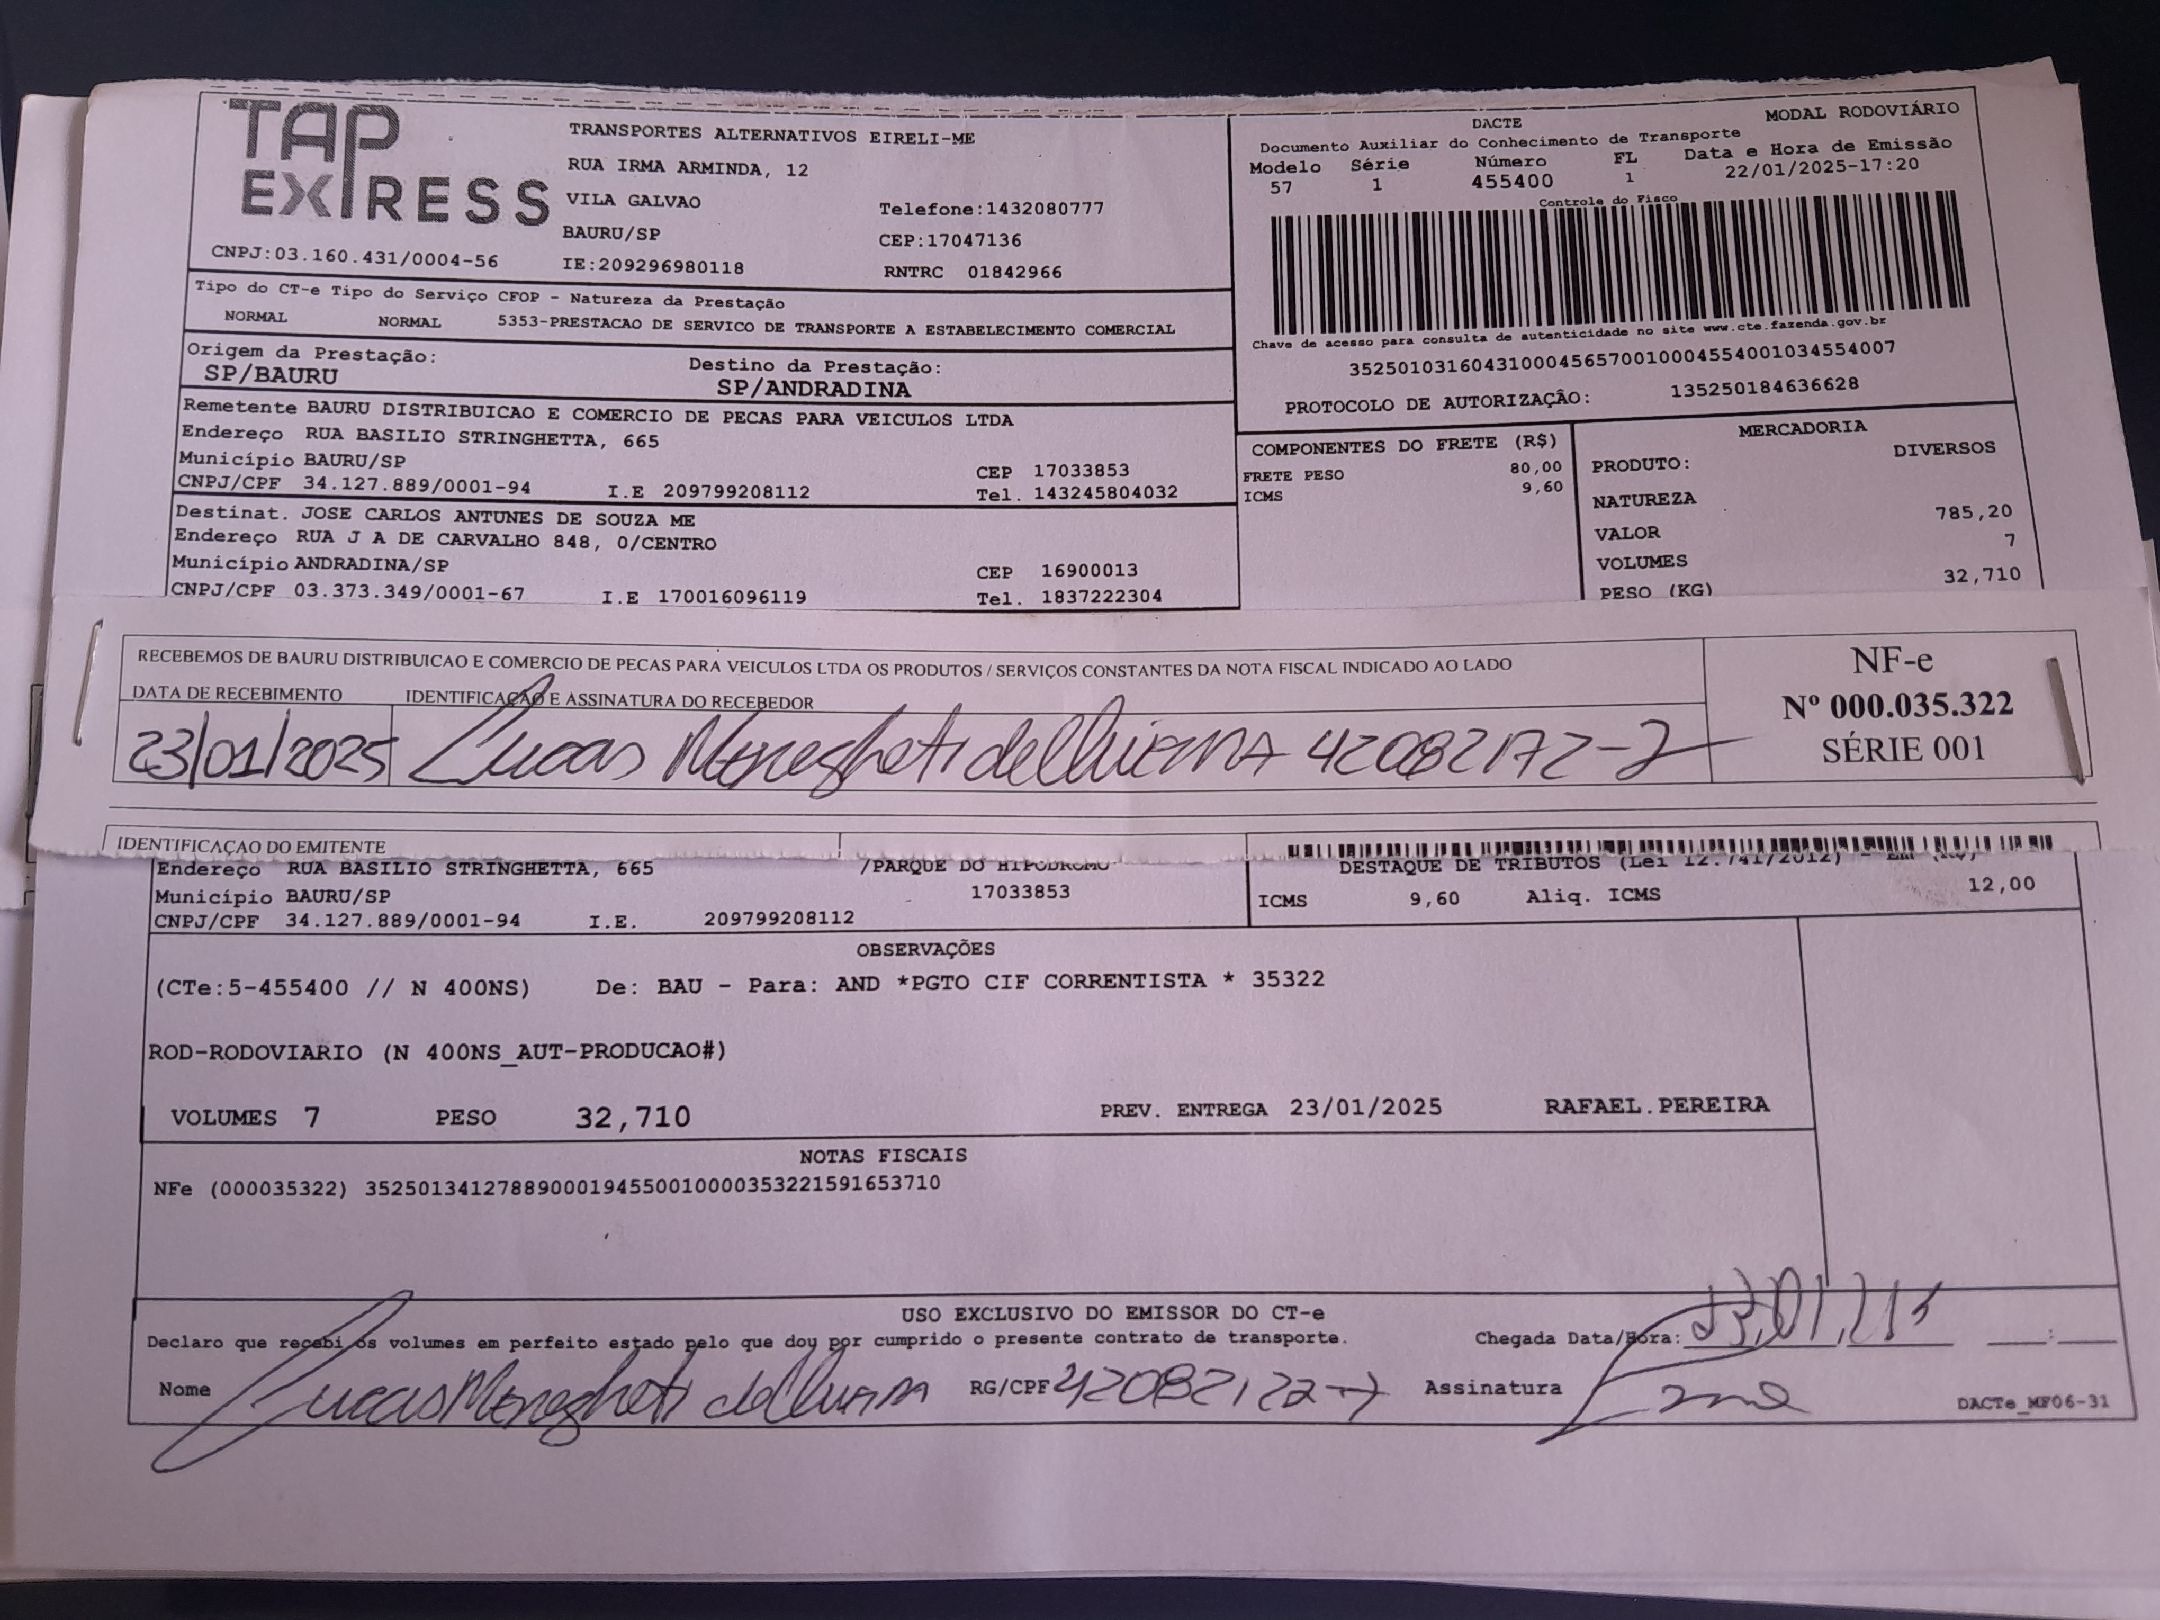 TAP EXPRESS
TRANSPORTES ALTERNATIVOS EIRELI-ME
RUA IRMA ARMINDA, 12
VILA GALVAO Telefone:1432080777
BAURU/SP CEP:17047136
CNPJ:03.160.431/0004-56 IE:209296980118 RNTRC 01842966
DACTE MODAL RODOVIÁRIO
Documento Auxiliar do Conhecimento de Transporte
Modelo Série Número FL Data e Hora de Emissão
57 1 455400 1 22/01/2025-17:20
Controle do Fisco
Chave de acesso para consulta de autenticidade no site www.cte.fazenda.gov.br
35250103160431000456570010004554001034554007
PROTOCOLO DE AUTORIZAÇÃO: 135250184636628
Tipo do CT-e Tipo do Serviço CFOP - Natureza da Prestação
NORMAL NORMAL 5353-PRESTACAO DE SERVICO DE TRANSPORTE A ESTABELECIMENTO COMERCIAL
Origem da Prestação: Destino da Prestação:
SP/BAURU SP/ANDRADINA
Remetente BAURU DISTRIBUICAO E COMERCIO DE PECAS PARA VEICULOS LTDA
Endereço RUA BASILIO STRINGHETTA, 665
Município BAURU/SP CEP 17033853
CNPJ/CPF 34.127.889/0001-94 I.E 209799208112 Tel. 143245804032
Destinat. JOSE CARLOS ANTUNES DE SOUZA ME
Endereço RUA J A DE CARVALHO 848, 0/CENTRO
Município ANDRADINA/SP CEP 16900013
CNPJ/CPF 03.373.349/0001-67 I.E 170016096119 Tel. 1837222304
COMPONENTES DO FRETE (R$)
FRETE PESO 80,00
ICMS 9,60
MERCADORIA
PRODUTO: DIVERSOS
NATUREZA
VALOR 785,20
VOLUMES 7
PESO (KG) 32,710
RECEBEMOS DE BAURU DISTRIBUICAO E COMERCIO DE PECAS PARA VEICULOS LTDA OS PRODUTOS / SERVIÇOS CONSTANTES DA NOTA FISCAL INDICADO AO LADO
DATA DE RECEBIMENTO IDENTIFICAÇÃO E ASSINATURA DO RECEBEDOR
23/01/2025 Lucas Menegheti
NF-e
Nº 000.035.322
SÉRIE 001
IDENTIFICAÇAO DO EMITENTE
Endereço RUA BASILIO STRINGHETTA, 665 /PARQUE DO HIPODROMO
Município BAURU/SP 17033853
CNPJ/CPF 34.127.889/0001-94 I.E. 209799208112
DESTAQUE DE TRIBUTOS (Lei 12.741/2012) - EM (R$)
ICMS 9,60 Aliq. ICMS 12,00
OBSERVAÇÕES
(CTe:5-455400 // N 400NS) De: BAU - Para: AND *PGTO CIF CORRENTISTA * 35322
ROD-RODOVIARIO (N 400NS_AUT-PRODUCAO#)
VOLUMES 7 PESO 32,710 PREV. ENTREGA 23/01/2025 RAFAEL.PEREIRA
NOTAS FISCAIS
NFe (000035322) 35250134127889000194550010000353221591653710
USO EXCLUSIVO DO EMISSOR DO CT-e
Declaro que recebi os volumes em perfeito estado pelo que dou por cumprido o presente contrato de transporte. Chegada Data/Hora:
Nome Lucas Menegheti RG/CPF Assinatura
DACTe_MF06-31